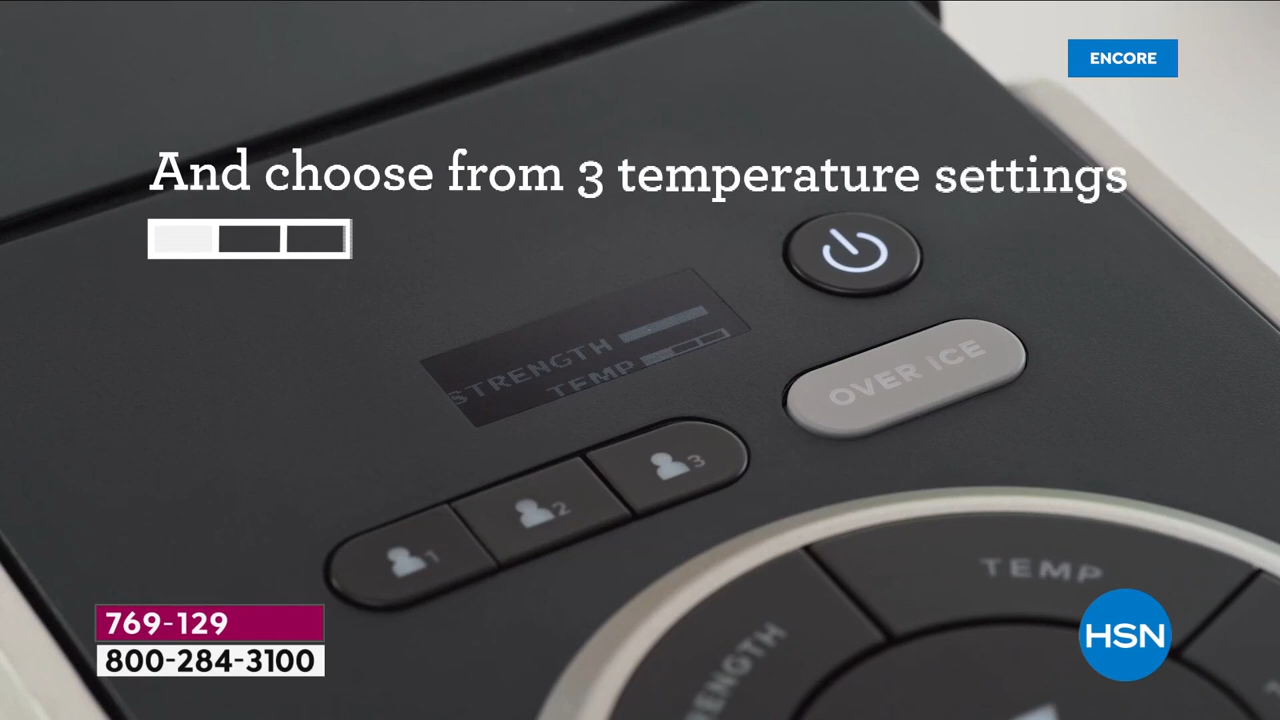 ENCORE
And choose from 3 temperature settings
STRENGTH
TEMP
OVER ICE
1
2
3
TEMP
RENGTH
769-129
800-284-3100
HSN